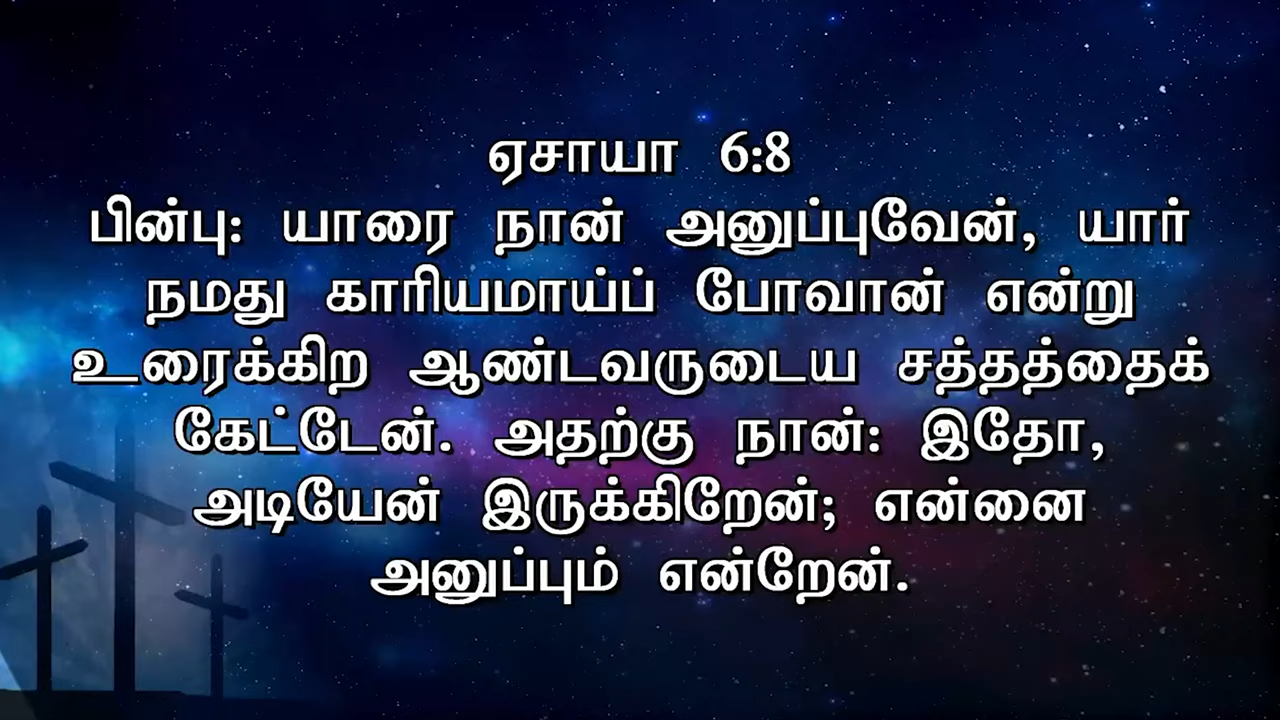 ஏசாயா 6:8
பின்பு: யாரை நான் அனுப்புவேன், யார்
நமது காரியமாய்ப் போவான் என்று
உரைக்கிற ஆண்டவருடைய சத்தத்தைக்
கேட்டேன். அதற்கு நான்: இதோ,
அடியேன் இருக்கிறேன்; என்னை
அனுப்பும் என்றேன்.